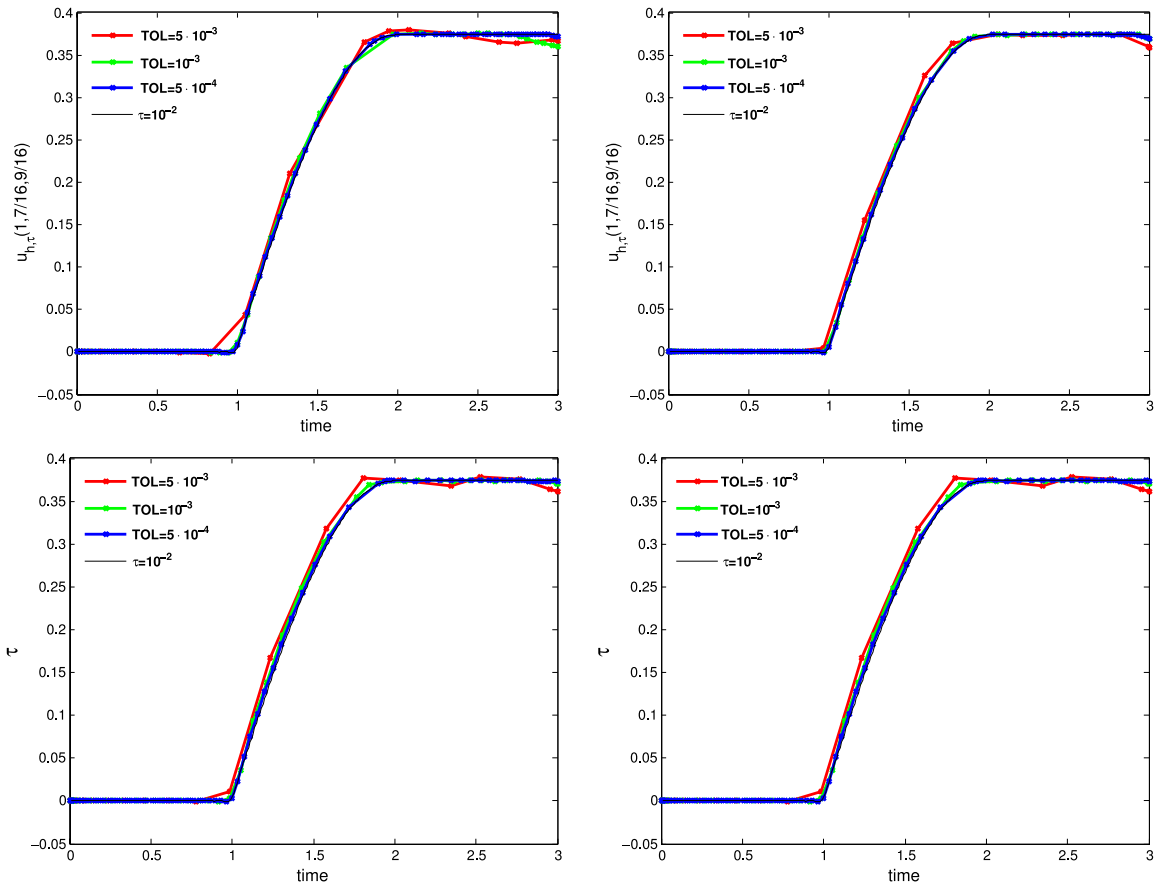 0.4
0.35
0.3
0.25
0.2
0.15
0.1
0.05
0
−0.05
u_{h,τ}(1,7/16,9/16)
TOL=5 · 10⁻³
TOL=10⁻³
TOL=5 · 10⁻⁴
τ=10⁻²
0 0.5 1 1.5 2 2.5 3
time
0.4
0.35
0.3
0.25
0.2
0.15
0.1
0.05
0
−0.05
u_{h,τ}(1,7/16,9/16)
TOL=5 · 10⁻³
TOL=10⁻³
TOL=5 · 10⁻⁴
τ=10⁻²
0 0.5 1 1.5 2 2.5 3
time
0.4
0.35
0.3
0.25
0.2
0.15
0.1
0.05
0
−0.05
τ
TOL=5 · 10⁻³
TOL=10⁻³
TOL=5 · 10⁻⁴
τ=10⁻²
0 0.5 1 1.5 2 2.5 3
time
0.4
0.35
0.3
0.25
0.2
0.15
0.1
0.05
0
−0.05
τ
TOL=5 · 10⁻³
TOL=10⁻³
TOL=5 · 10⁻⁴
τ=10⁻²
0 0.5 1 1.5 2 2.5 3
time